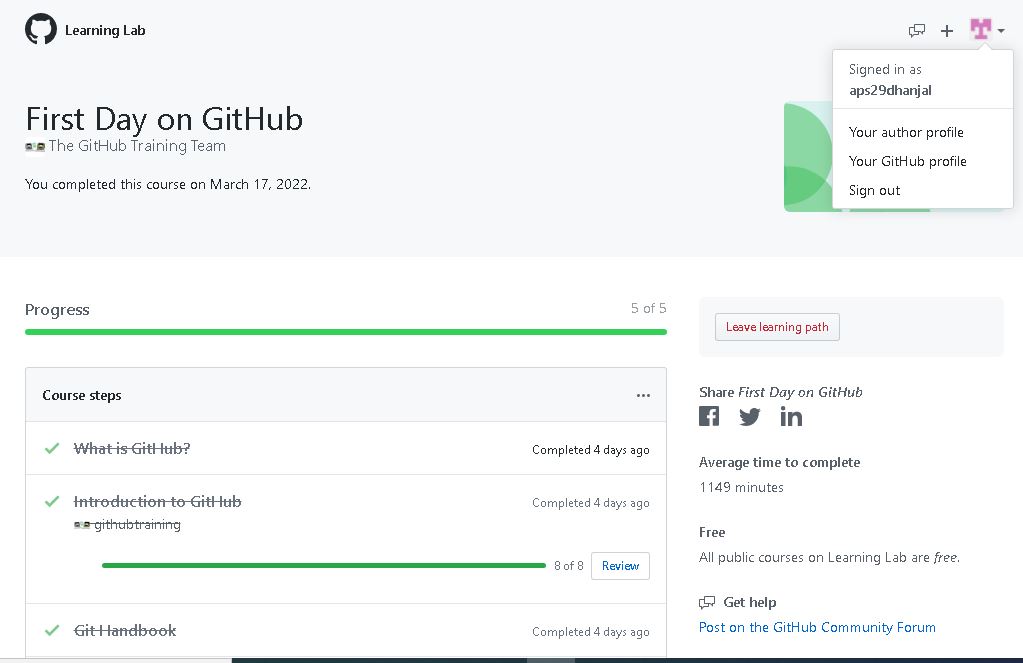 Learning Lab
Signed in as
aps29dhanjal
Your author profile
Your GitHub profile
Sign out
First Day on GitHub
The GitHub Training Team
You completed this course on March 17, 2022.
Progress
5 of 5
Course steps
What is GitHub?
Completed 4 days ago
Introduction to GitHub
Completed 4 days ago
githubtraining
8 of 8
Review
Git Handbook
Completed 4 days ago
Leave learning path
Share First Day on GitHub
Average time to complete
1149 minutes
Free
All public courses on Learning Lab are free.
Get help
Post on the GitHub Community Forum